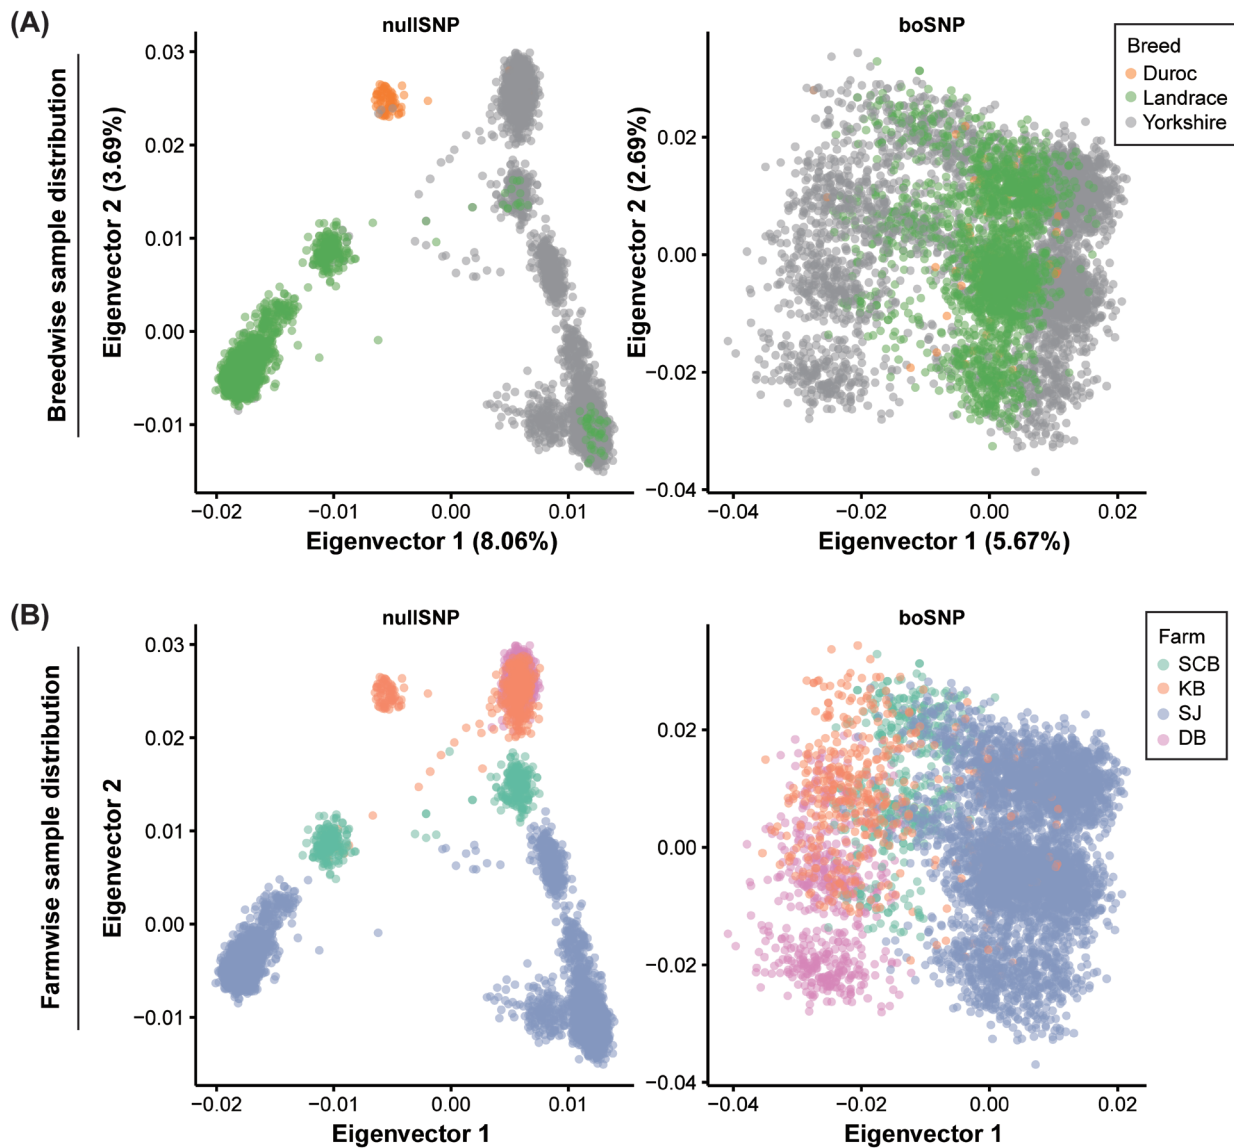 (A)
nullSNP
boSNP
Breed
Duroc
Landrace
Yorkshire
Breedwise sample distribution
Eigenvector 2 (3.69%)
0.03
0.02
0.01
0.00
−0.01
−0.02
−0.01
0.00
0.01
Eigenvector 1 (8.06%)
Eigenvector 2 (2.69%)
0.02
0.00
−0.02
−0.04
−0.04
−0.02
0.00
0.02
Eigenvector 1 (5.67%)
(B)
nullSNP
boSNP
Farm
SCB
KB
SJ
DB
Farmwise sample distribution
Eigenvector 2
0.03
0.02
0.01
0.00
−0.01
−0.02
−0.01
0.00
0.01
Eigenvector 1
0.02
0.00
−0.02
−0.04
−0.04
−0.02
0.00
0.02
Eigenvector 1